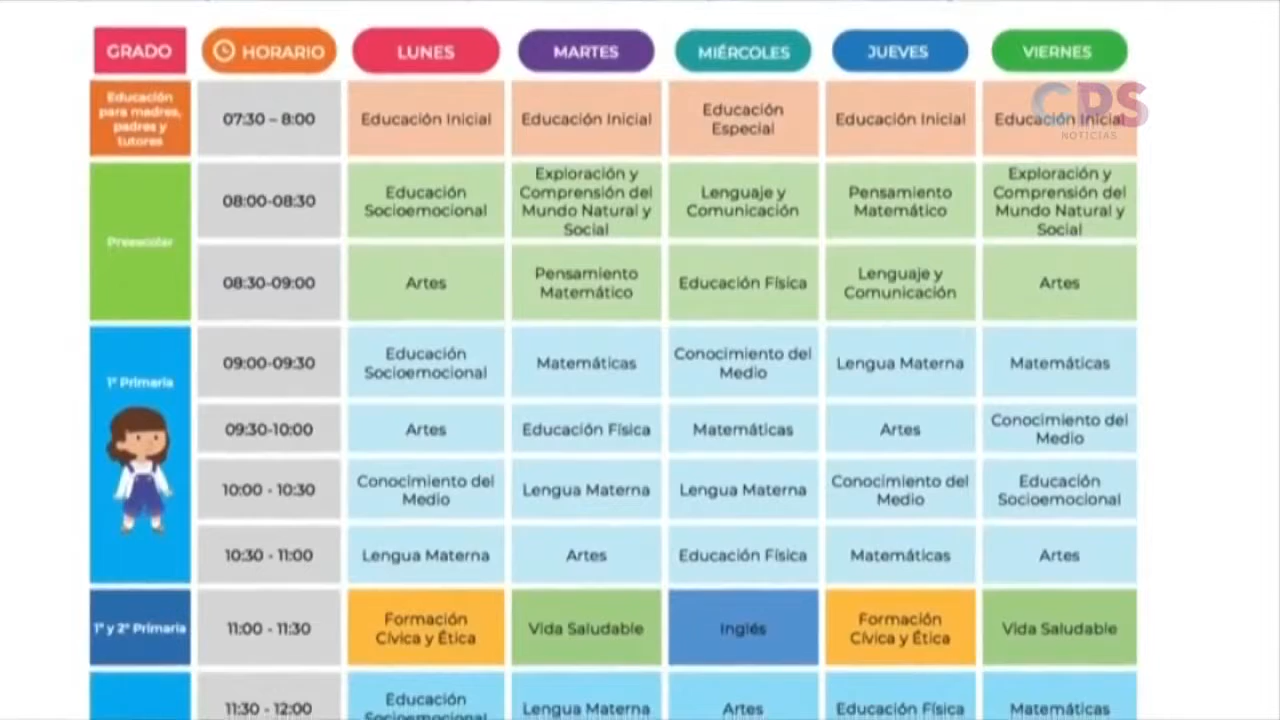 GRADO HORARIO LUNES MARTES MIÉRCOLES JUEVES VIERNES
CPS
NOTICIAS
Educación
para madres,
padres y
tutores
07:30 – 8:00
Educación Inicial
Educación Inicial
Educación
Especial
Educación Inicial
Educación Inicial
Preescolar
08:00-08:30
Educación
Socioemocional
Exploración y
Comprensión del
Mundo Natural y
Social
Lenguaje y
Comunicación
Pensamiento
Matemático
Exploración y
Comprensión del
Mundo Natural y
Social
08:30-09:00
Artes
Pensamiento
Matemático
Educación Física
Lenguaje y
Comunicación
Artes
1° Primaria
09:00-09:30
Educación
Socioemocional
Matemáticas
Conocimiento del
Medio
Lengua Materna
Matemáticas
09:30-10:00
Artes
Educación Física
Matemáticas
Artes
Conocimiento del
Medio
10:00 - 10:30
Conocimiento del
Medio
Lengua Materna
Lengua Materna
Conocimiento del
Medio
Educación
Socioemocional
10:30 - 11:00
Lengua Materna
Artes
Educación Física
Matemáticas
Artes
1° y 2° Primaria
11:00 - 11:30
Formación
Cívica y Ética
Vida Saludable
Inglés
Formación
Cívica y Ética
Vida Saludable
11:30 - 12:00
Educación
Socioemocional
Lengua Materna
Artes
Educación Física
Matemáticas